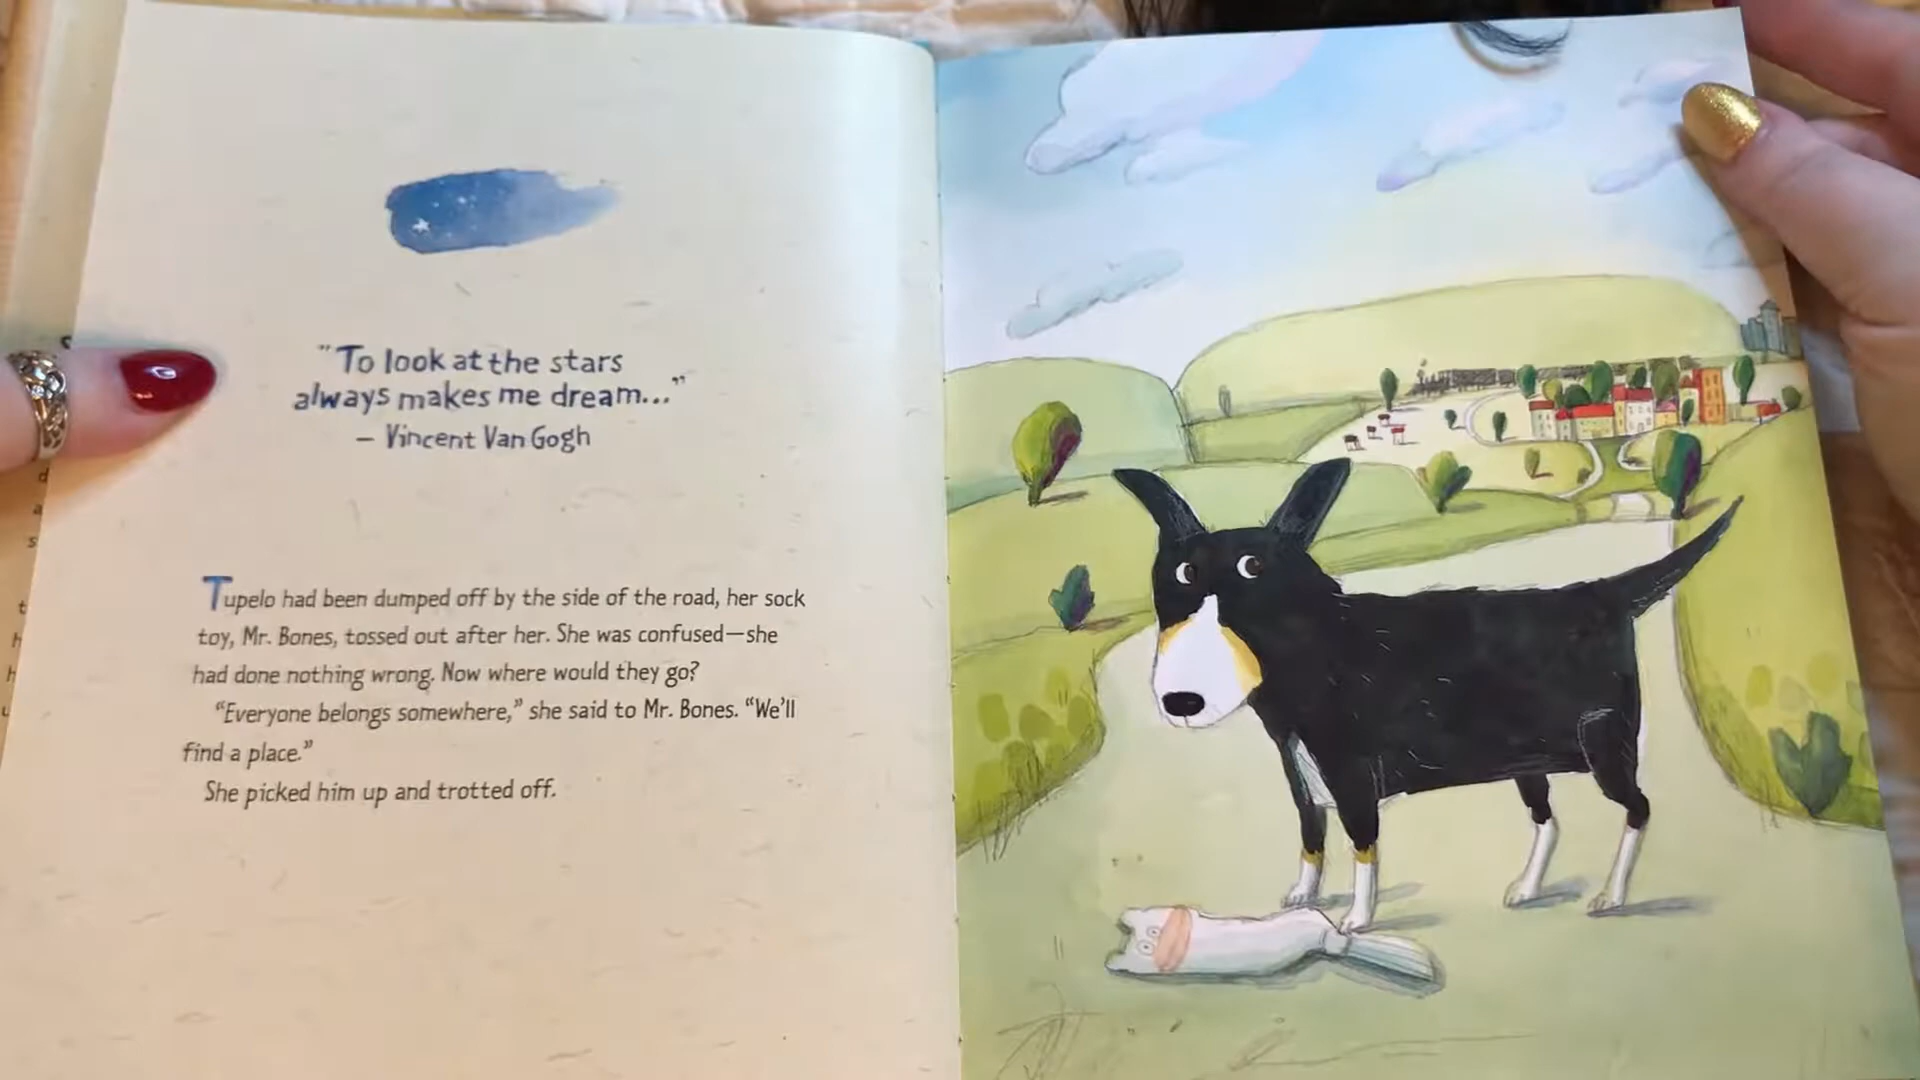 "To look at the stars
always makes me dream..."
– Vincent Van Gogh
Tupelo had been dumped off by the side of the road, her sock
toy, Mr. Bones, tossed out after her. She was confused—she
had done nothing wrong. Now where would they go?
"Everyone belongs somewhere," she said to Mr. Bones. "We'll
find a place."
She picked him up and trotted off.